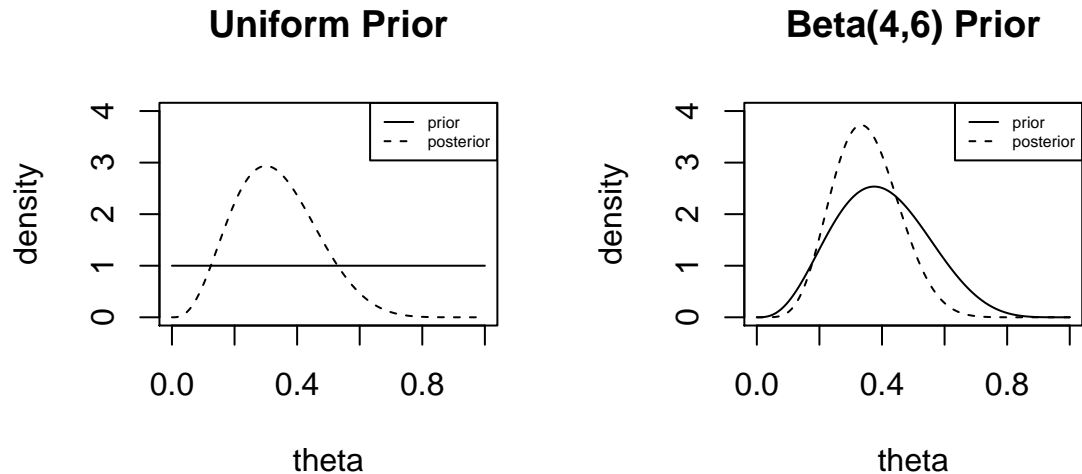 Uniform Prior
density
4
3
2
1
0
prior
posterior
0.0 0.4 0.8
theta
Beta(4,6) Prior
density
4
3
2
1
0
prior
posterior
0.0 0.4 0.8
theta